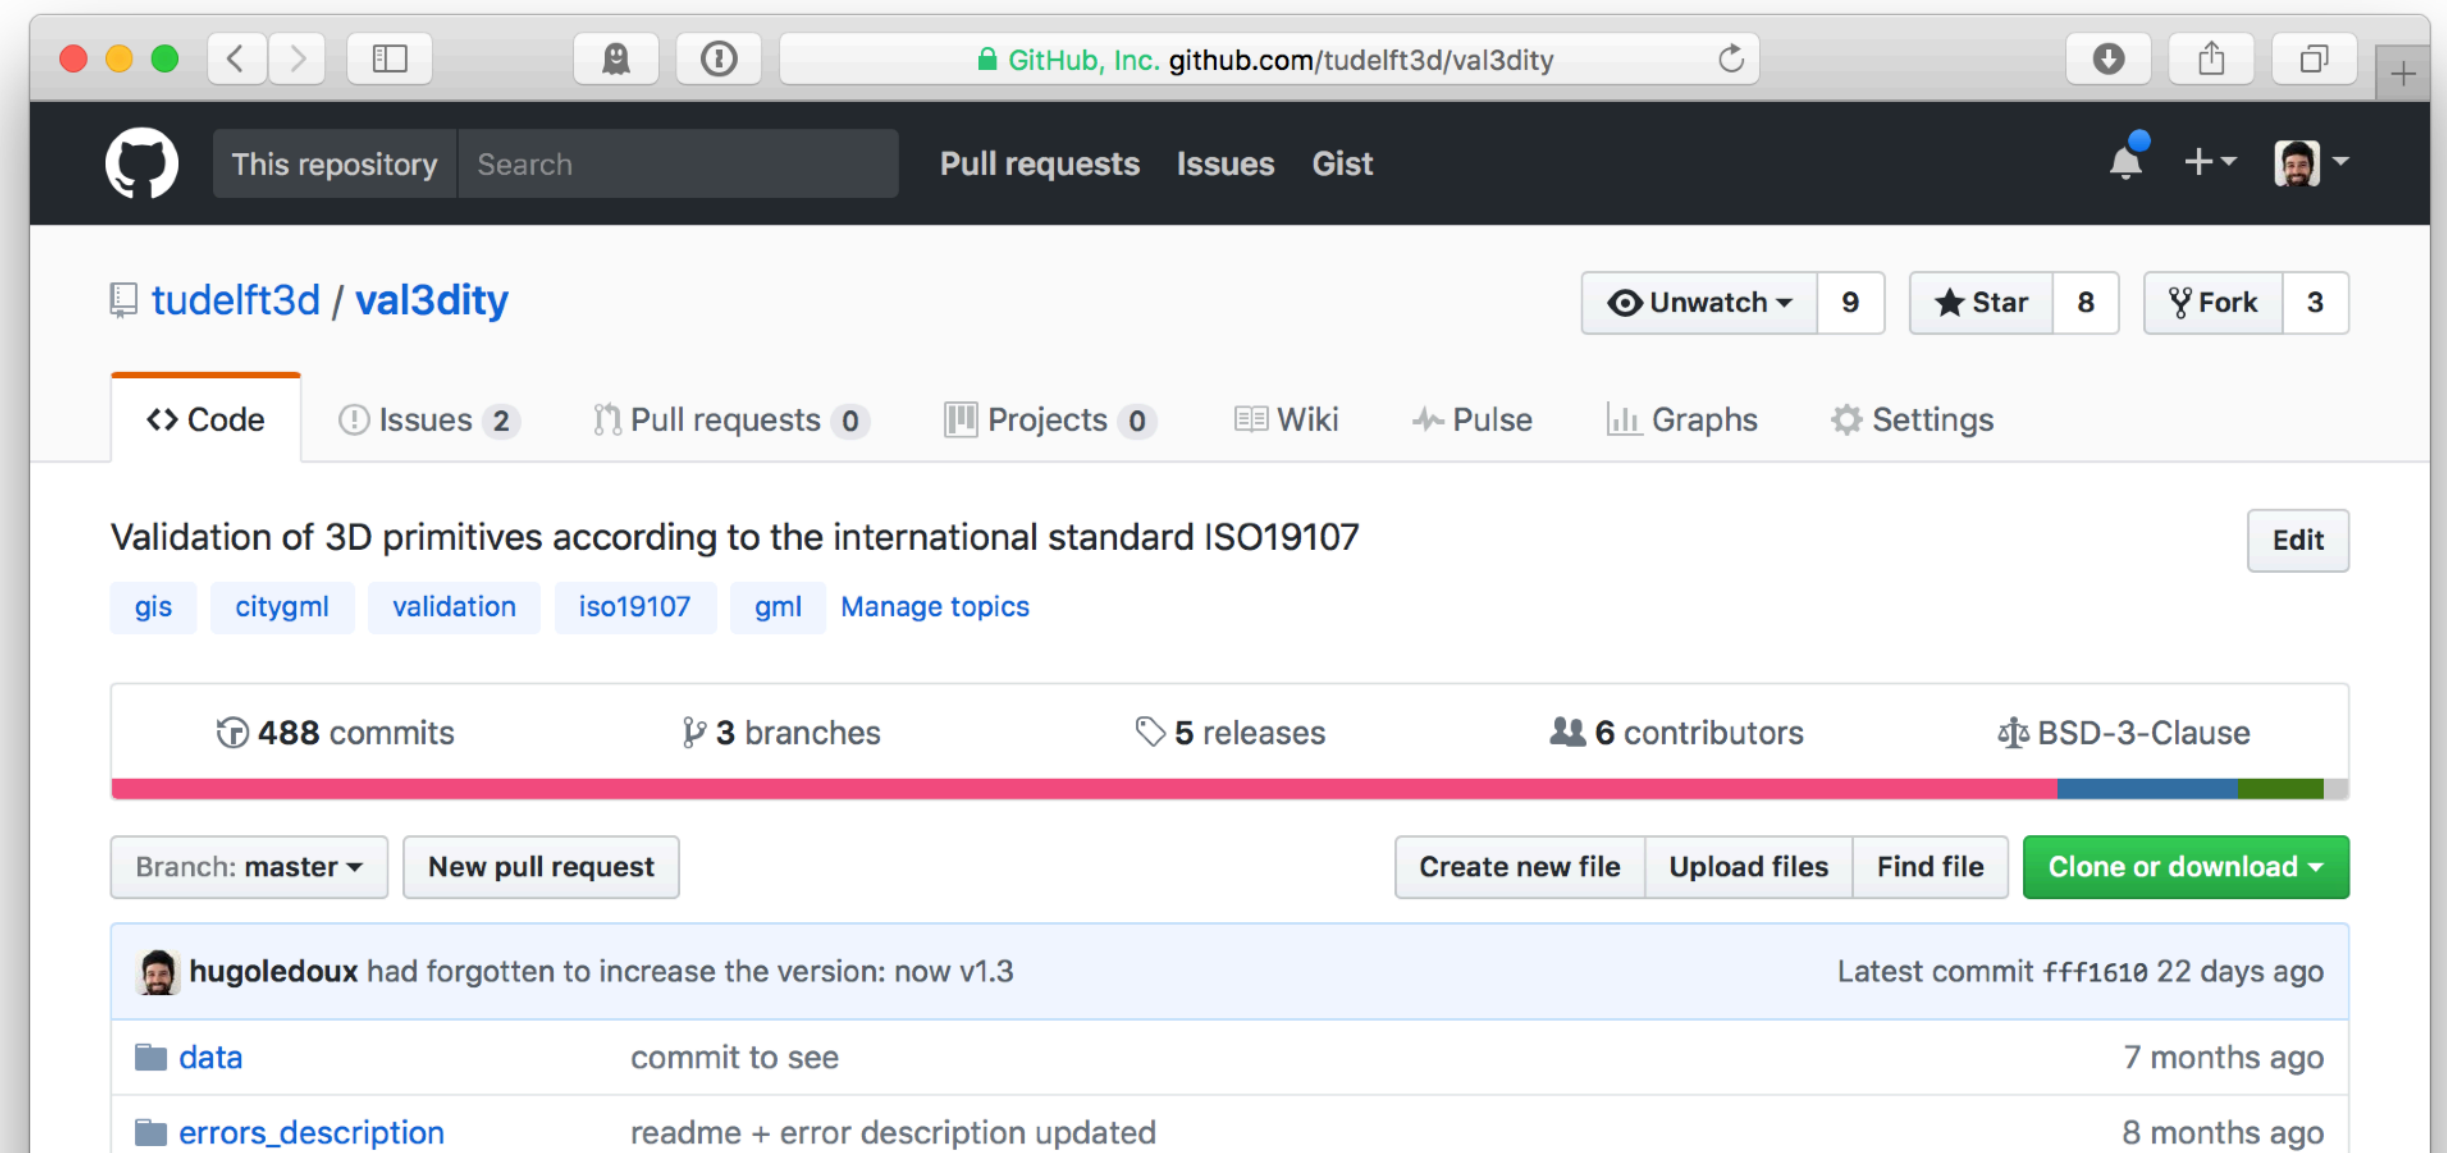 GitHub, Inc. github.com/tudelft3d/val3dity
This repository Search Pull requests Issues Gist
tudelft3d / val3dity Unwatch 9 Star 8 Fork 3
Code Issues 2 Pull requests 0 Projects 0 Wiki Pulse Graphs Settings
Validation of 3D primitives according to the international standard ISO19107 Edit
gis citygml validation iso19107 gml Manage topics
488 commits 3 branches 5 releases 6 contributors BSD-3-Clause
Branch: master New pull request Create new file Upload files Find file Clone or download
hugoledoux had forgotten to increase the version: now v1.3 Latest commit fff1610 22 days ago
data commit to see 7 months ago
errors_description readme + error description updated 8 months ago